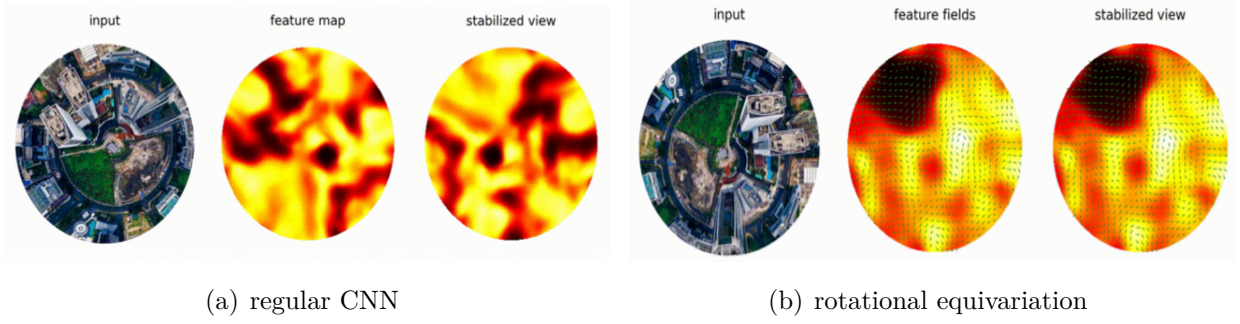 input feature map stabilized view
input feature fields stabilized view
(a) regular CNN
(b) rotational equivariation